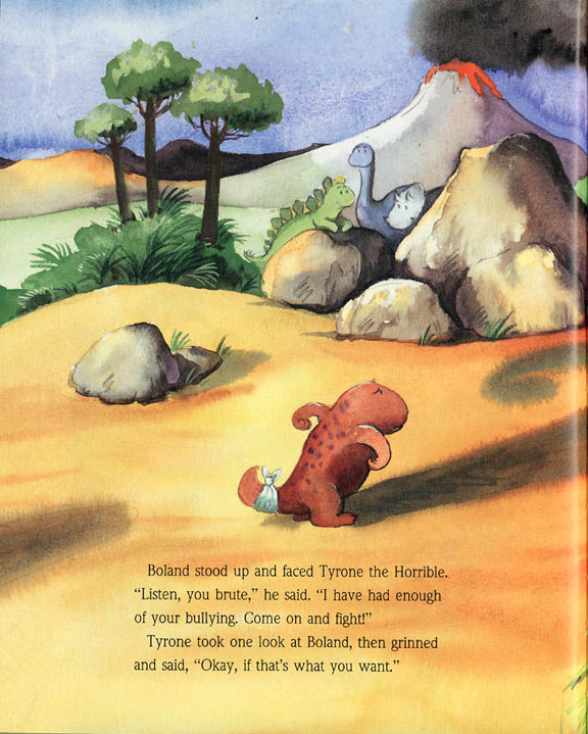 Boland stood up and faced Tyrone the Horrible.
“Listen, you brute,” he said. “I have had enough
of your bullying. Come on and fight!”
Tyrone took one look at Boland, then grinned
and said, “Okay, if that’s what you want.”